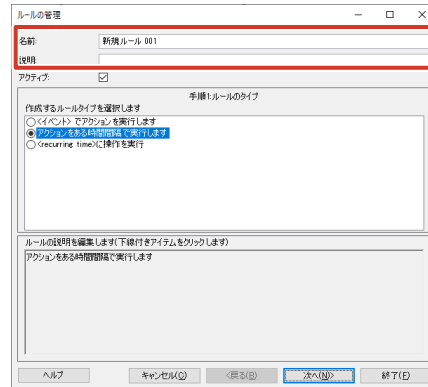 ルールの管理
名前:
新規ルール 001
説明:
アクティブ:
手順1:ルールのタイプ
作成するルールタイプを選択します
<イベント> でアクションを実行します
アクションをある時間間隔で実行します
<recurring time>に操作を実行
ルールの説明を編集します(下線付きアイテムをクリックします)
アクションをある時間間隔で実行します
ヘルプ
キャンセル(C)
<戻る(B)
次へ(N)>
終了(F)